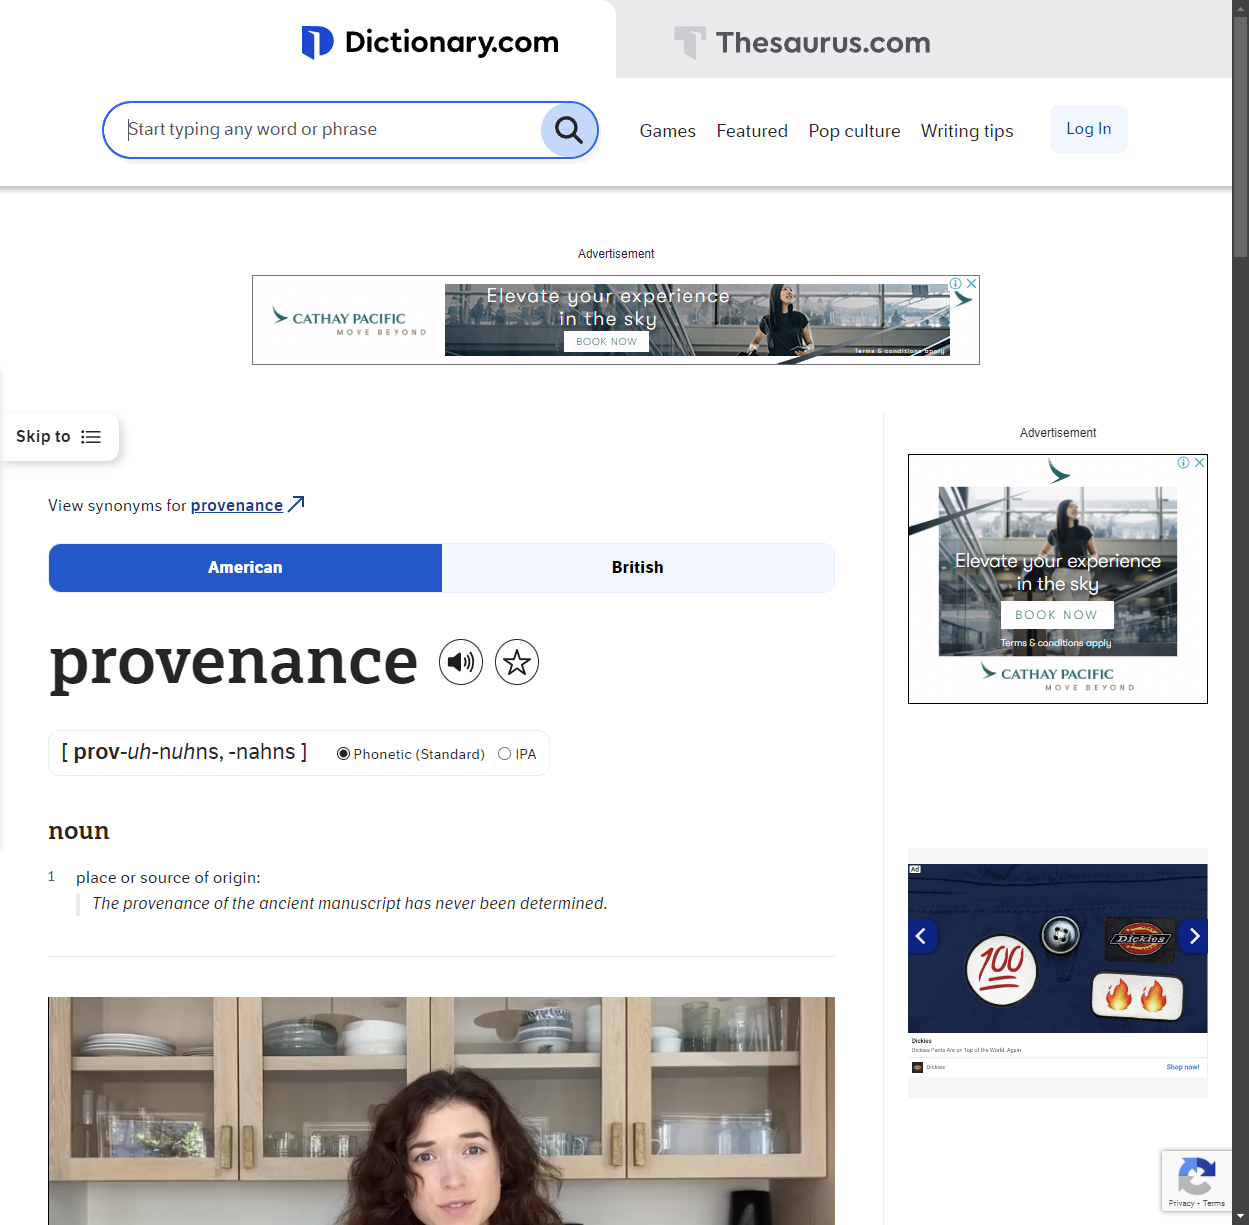 Dictionary.com
Thesaurus.com
Start typing any word or phrase
Games
Featured
Pop culture
Writing tips
Log In
Advertisement
CATHAY PACIFIC
MOVE BEYOND
Elevate your experience
in the sky
BOOK NOW
Terms & conditions apply
Skip to
Advertisement
View synonyms for provenance
American
British
Elevate your experience
in the sky
BOOK NOW
Terms & conditions apply
CATHAY PACIFIC
MOVE BEYOND
provenance
[ prov-uh-nuhns, -nahns ]
Phonetic (Standard)
IPA
noun
1 place or source of origin:
The provenance of the ancient manuscript has never been determined.
Ad
100
Dickies
Dickies
Dickies Pants Are on Top of the World. Again
Dickies
Shop now!
Privacy - Terms